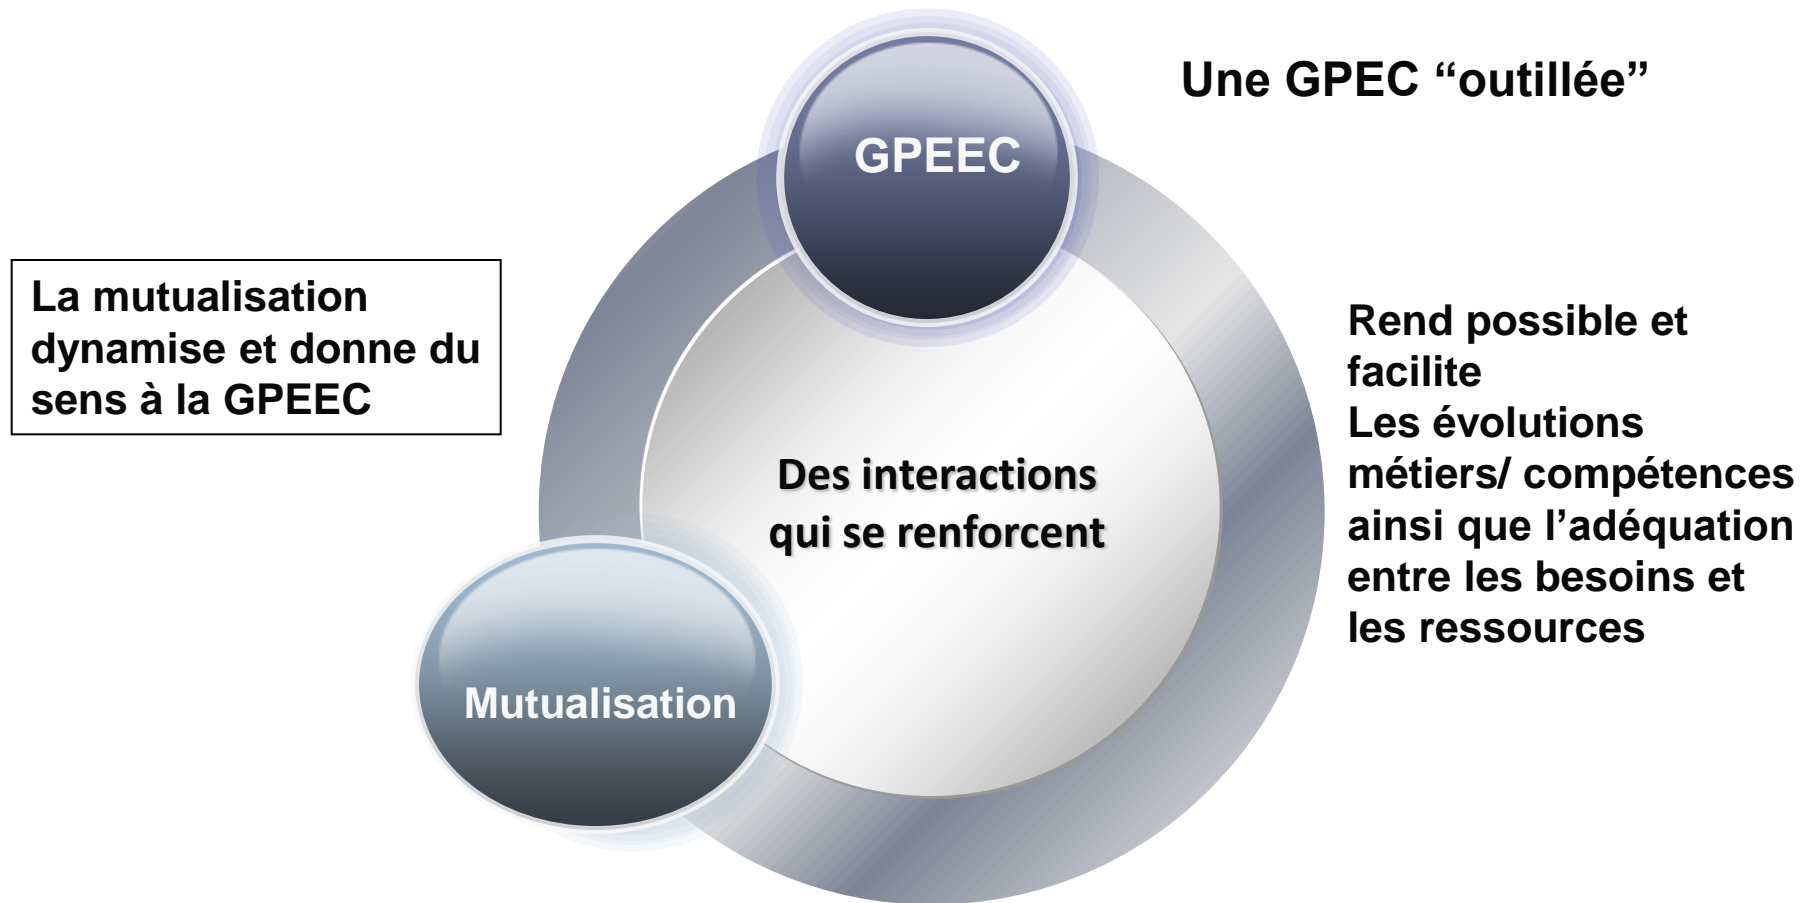 Une GPEC “outillée”
GPEEC
La mutualisation
dynamise et donne du
sens à la GPEEC
Rend possible et
facilite
Les évolutions
métiers/ compétences
ainsi que l’adéquation
entre les besoins et
les ressources
Des interactions
qui se renforcent
Mutualisation